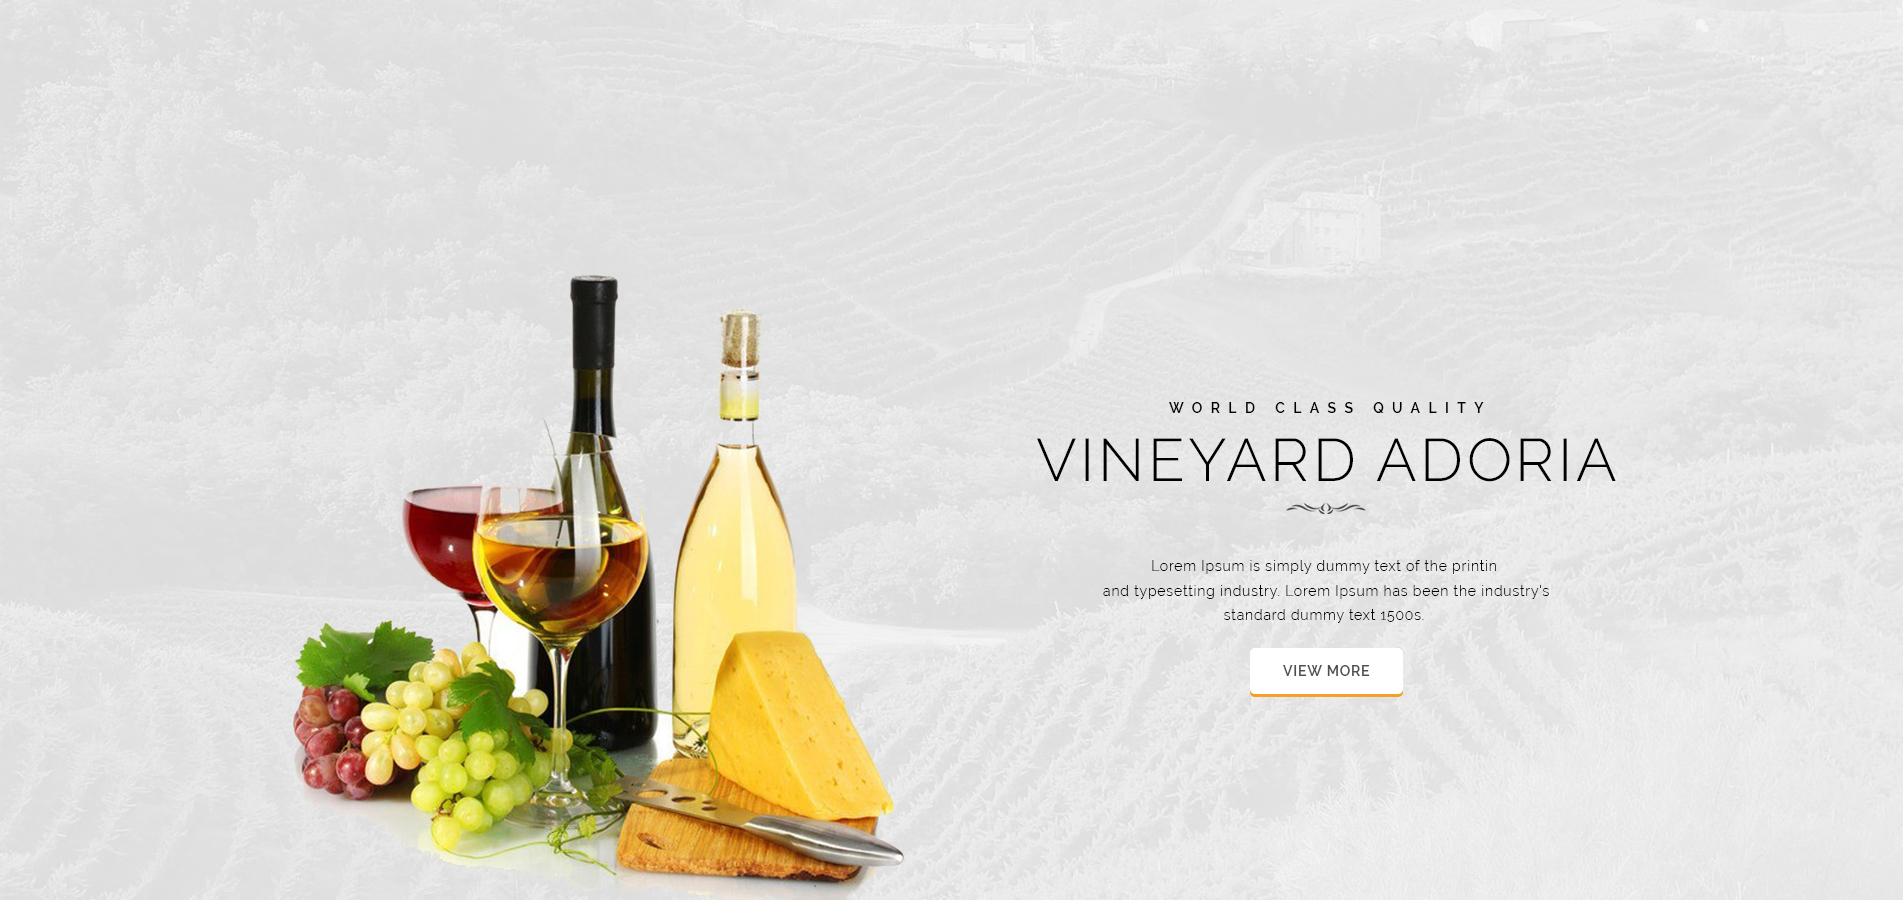 WORLD CLASS QUALITY
VINEYARD ADORIA
Lorem Ipsum is simply dummy text of the printin
and typesetting industry. Lorem Ipsum has been the industry's
standard dummy text 1500s.
VIEW MORE